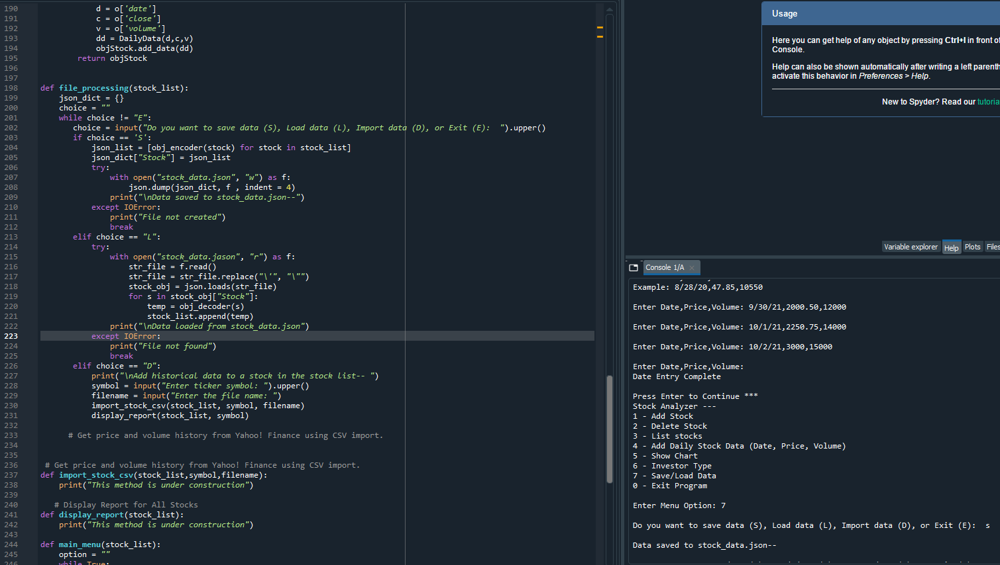 190 d = o['date']
191 c = o['close']
192 v = o['volume']
193 dd = DailyData(d,c,v)
194 objStock.add_data(dd)
195 return objStock
196
197
198 def file_processing(stock_list):
199 json_dict = {}
200 choice = ""
201 while choice != "E":
202 choice = input("Do you want to save data (S), Load data (L), Import data (D), or Exit (E):  ").upper()
203 if choice == 'S':
204 json_list = [obj_encoder(stock) for stock in stock_list]
205 json_dict["Stock"] = json_list
206 try:
207 with open("stock_data.json", "w") as f:
208 json.dump(json_dict, f , indent = 4)
209 print("\nData saved to stock_data.json--")
210 except IOError:
211 print("File not created")
212 break
213 elif choice == "L":
214 try:
215 with open("stock_data.jason", "r") as f:
216 str_file = f.read()
217 str_file = str_file.replace("\'", "\"")
218 stock_obj = json.loads(str_file)
219 for s in stock_obj["Stock"]:
220 temp = obj_decoder(s)
221 stock_list.append(temp)
222 print("\nData loaded from stock_data.json")
223 except IOError:
224 print("File not found")
225 break
226 elif choice == "D":
227 print("\nAdd historical data to a stock in the stock list-- ")
228 symbol = input("Enter ticker symbol: ").upper()
229 filename = input("Enter the file name: ")
230 import_stock_csv(stock_list, symbol, filename)
231 display_report(stock_list, symbol)
232
233 # Get price and volume history from Yahoo! Finance using CSV import.
234
235
236 # Get price and volume history from Yahoo! Finance using CSV import.
237 def import_stock_csv(stock_list,symbol,filename):
238 print("This method is under construction")
239
240 # Display Report for All Stocks
241 def display_report(stock_list):
242 print("This method is under construction")
243
244 def main_menu(stock_list):
245 option = ""
246 while True:
Usage
Here you can get help of any object by pressing Ctrl+I in front of
Console.
Help can also be shown automatically after writing a left parenth
activate this behavior in Preferences > Help.
New to Spyder? Read our tutoria
Variable explorer Help Plots Files
Console 1/A
Example: 8/28/20,47.85,10550
Enter Date,Price,Volume: 9/30/21,2000.50,12000
Enter Date,Price,Volume: 10/1/21,2250.75,14000
Enter Date,Price,Volume: 10/2/21,3000,15000
Enter Date,Price,Volume:
Date Entry Complete
Press Enter to Continue ***
Stock Analyzer ---
1 - Add Stock
2 - Delete Stock
3 - List stocks
4 - Add Daily Stock Data (Date, Price, Volume)
5 - Show Chart
6 - Investor Type
7 - Save/Load Data
0 - Exit Program
Enter Menu Option: 7
Do you want to save data (S), Load data (L), Import data (D), or Exit (E):  s
Data saved to stock_data.json--